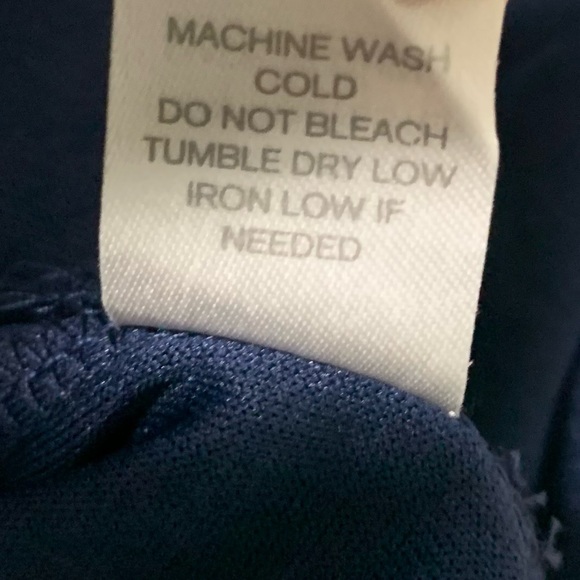 MACHINE WASH
COLD
DO NOT BLEACH
TUMBLE DRY LOW
IRON LOW IF
NEEDED